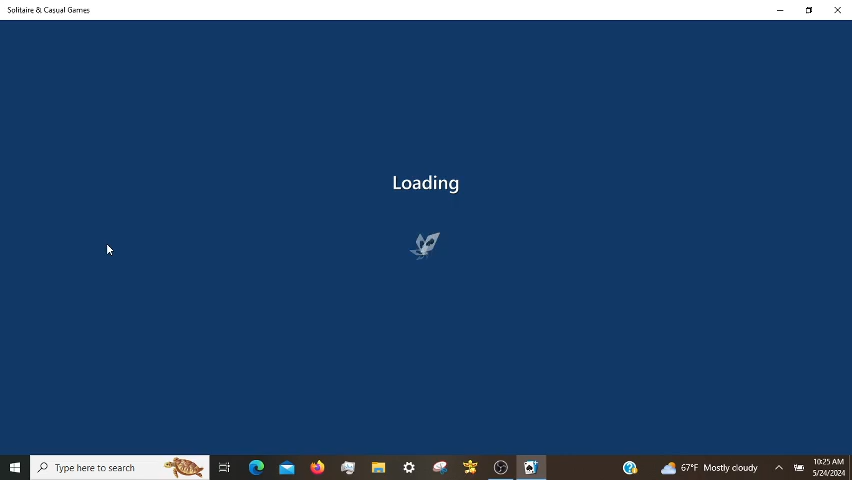 Solitaire & Casual Games
Loading
Type here to search
67°F Mostly cloudy
10:25 AM
5/24/2024